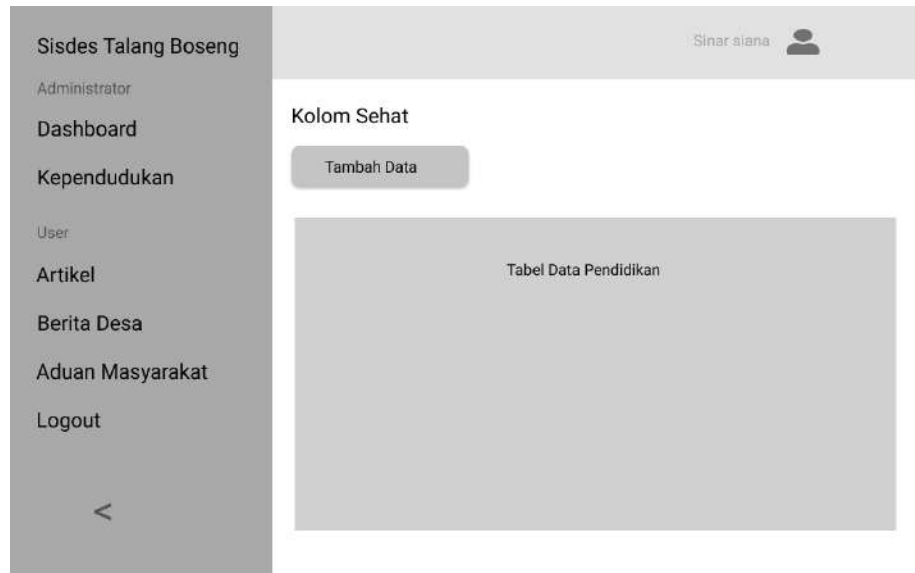 Sisdes Talang Boseng
Administrator
Dashboard
Kependudukan
User
Artikel
Berita Desa
Aduan Masyarakat
Logout
<
Sinar siana
Kolom Sehat
Tambah Data
Tabel Data Pendidikan